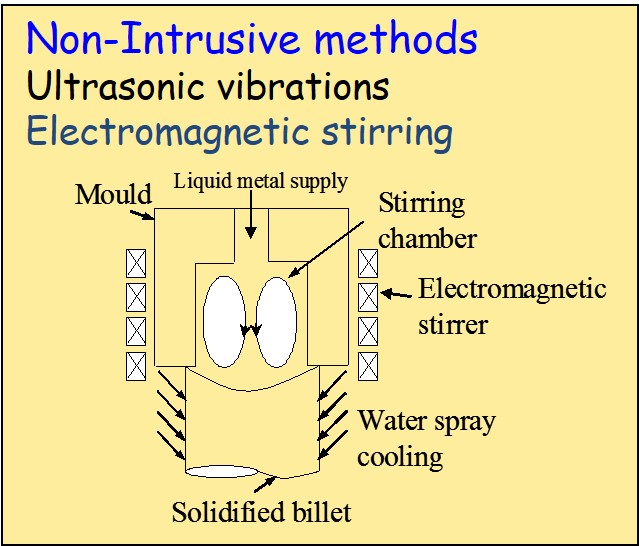 Non-Intrusive methods
Ultrasonic vibrations
Electromagnetic stirring
Liquid metal supply
Mould
Stirring
chamber
Electromagnetic
stirrer
Water spray
cooling
Solidified billet